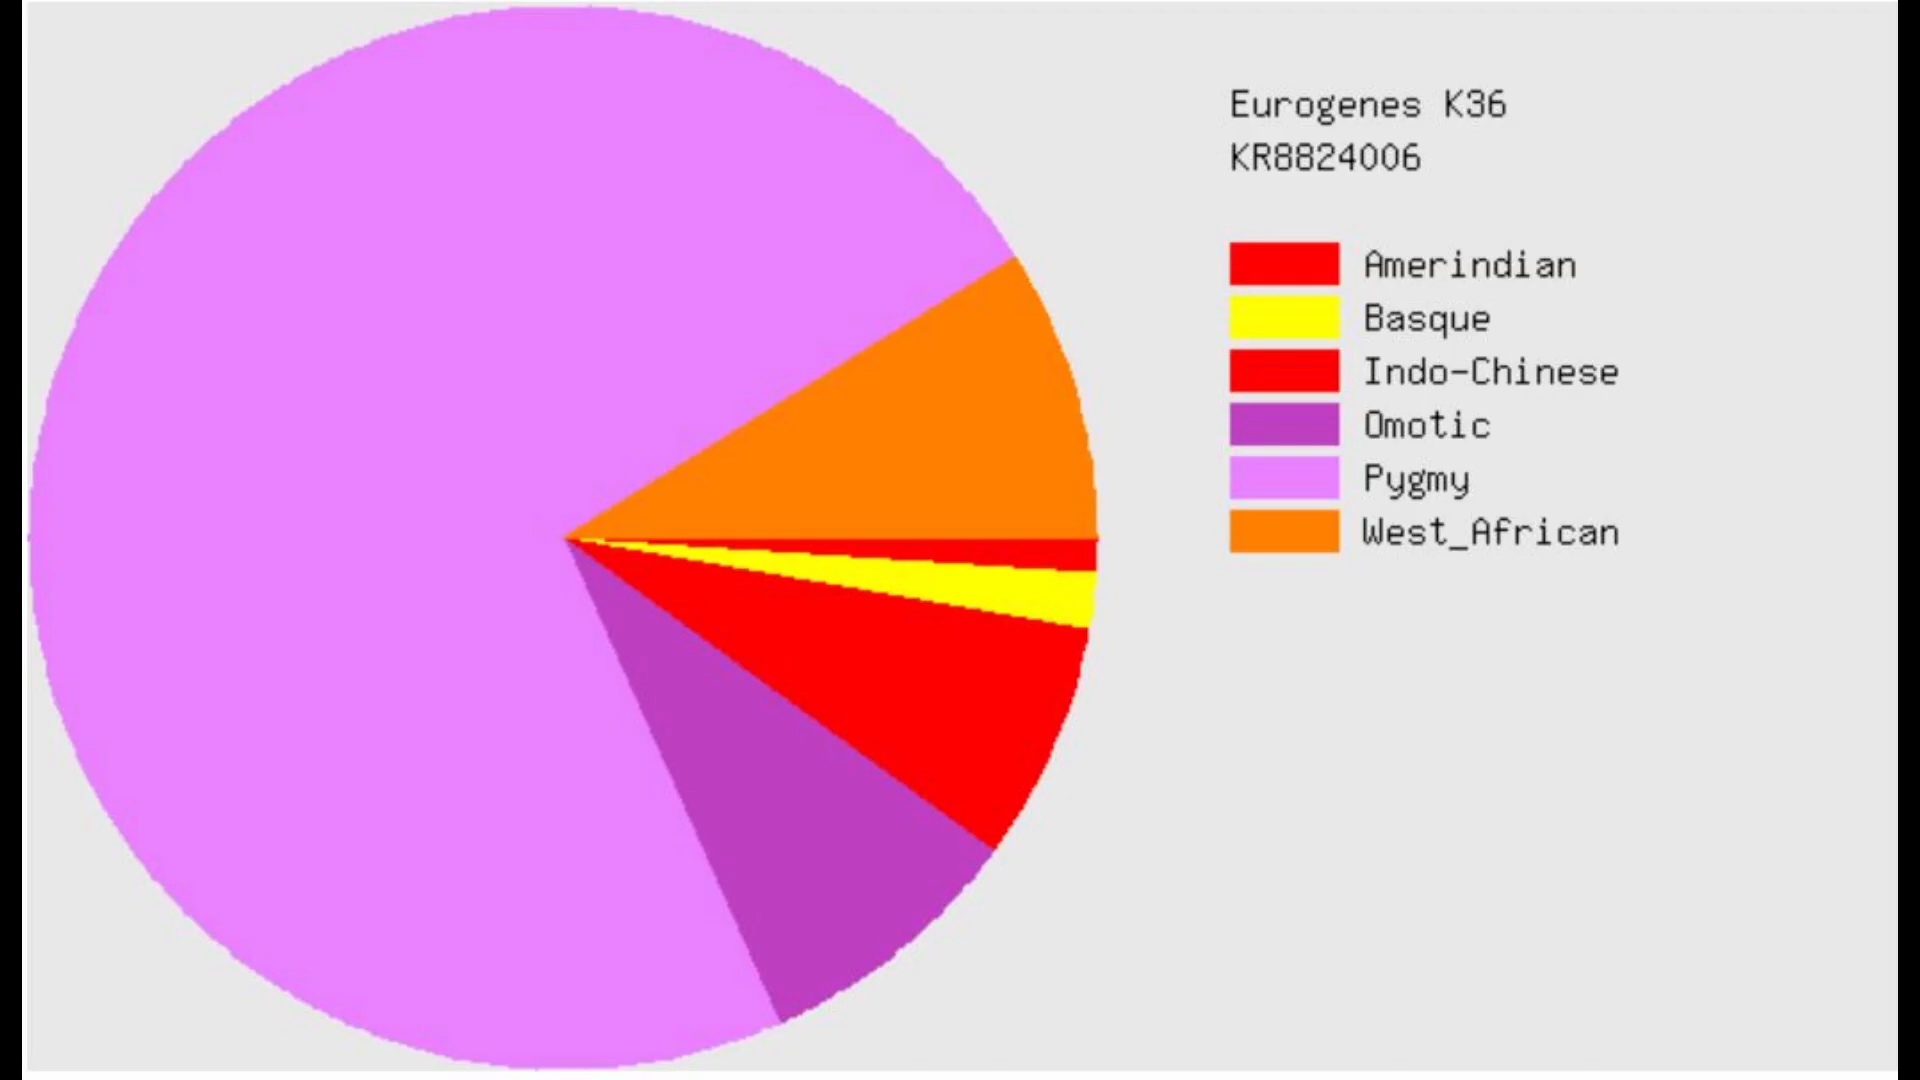 Eurogenes K36
KR8824006
Amerindian
Basque
Indo-Chinese
Omotic
Pygmy
West_African